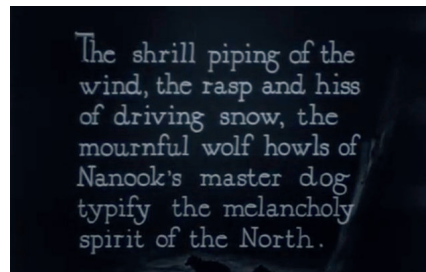 The shrill piping of the
wind, the rasp and hiss
of driving snow, the
mournful wolf howls of
Nanook's master dog
typify the melancholy
spirit of the North.